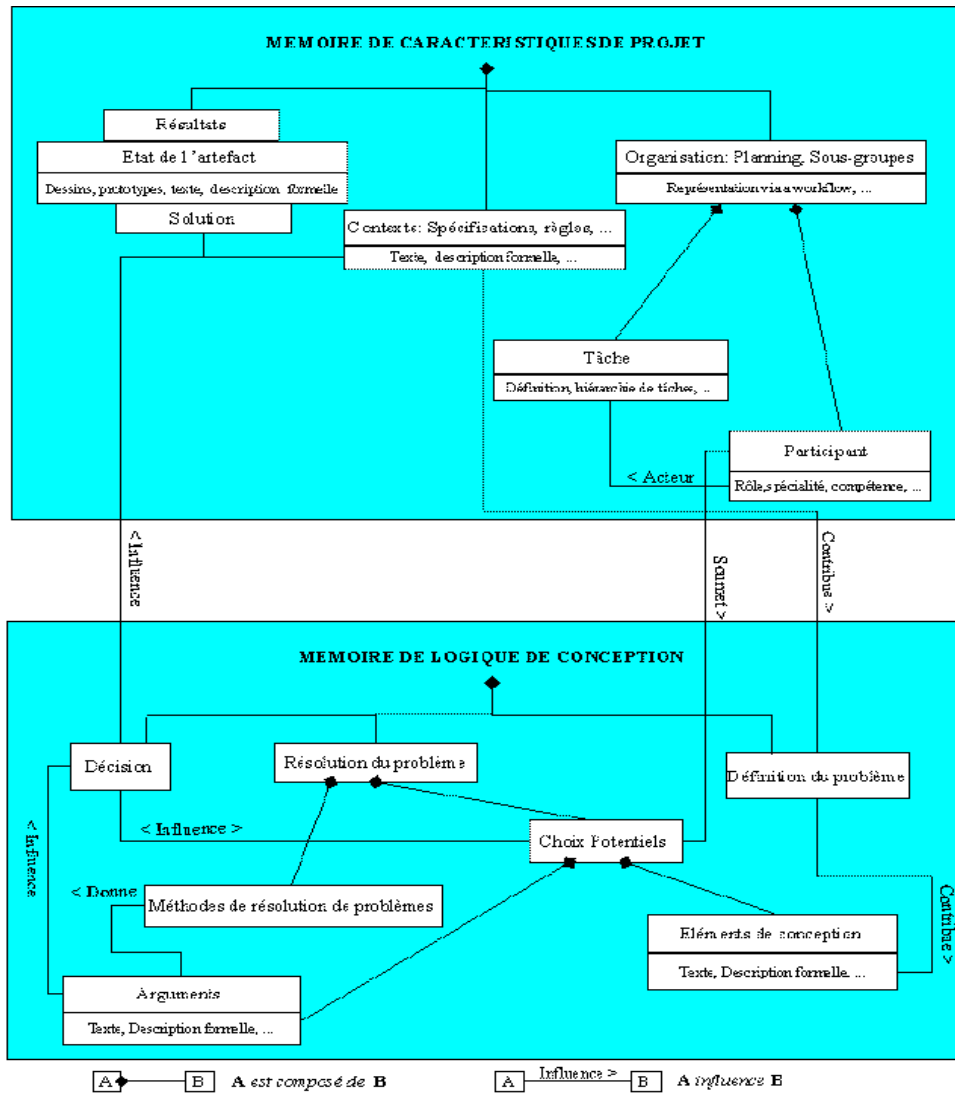 MEMOIRE DE CARACTERISTIQUES DE PROJET
Résultats
Etat de l'artefact
Dessins, prototypes, texte, description formelle
Solution
Organisation: Planning, Sous-groupes
Représentation via a workflow, ...
Contexte: Spécifications, règles, ...
Texte, description formelle, ...
Tâche
Définition, hiérarchie de tâches, ...
Participant
Rôle, spécialité, compétence, ...
< Acteur
< Influence
Soumet >
Contribue >
MEMOIRE DE LOGIQUE DE CONCEPTION
Décision
Résolution du problème
Définition du problème
< Influence >
Choix Potentiels
< Influence
< Donne
Méthodes de résolution de problèmes
Eléments de conception
Texte, Description formelle, ...
Contribue >
Arguments
Texte, Description formelle, ...
A B A est composé de B
A Influence > B A influence B